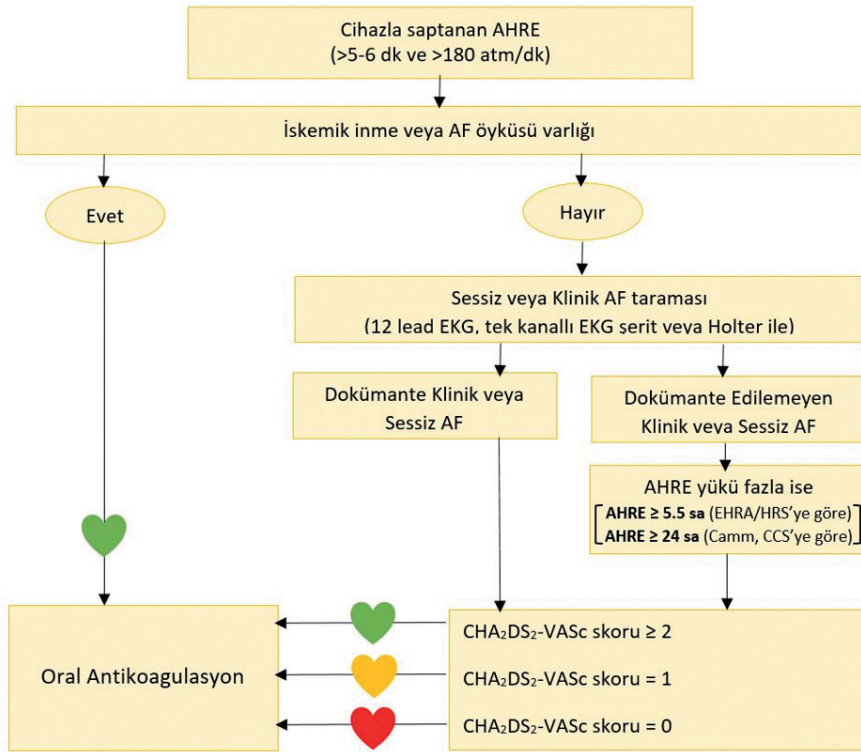 Cihazla saptanan AHRE
(>5-6 dk ve >180 atm/dk)
İskemik inme veya AF öyküsü varlığı
Evet
Hayır
Sessiz veya Klinik AF taraması
(12 lead EKG, tek kanallı EKG serit veya Holter ile)
Dokümante Klinik veya
Sessiz AF
Dokümante Edilemeyen
Klinik veya Sessiz AF
AHRE yükü fazla ise
AHRE ≥ 5.5 sa (EHRA/HRS'ye göre)
AHRE ≥ 24 sa (Camm, CCS'ye göre)
Oral Antikoagulasyon
CHA₂DS₂-VASc skoru ≥ 2
CHA₂DS₂-VASc skoru = 1
CHA₂DS₂-VASc skoru = 0